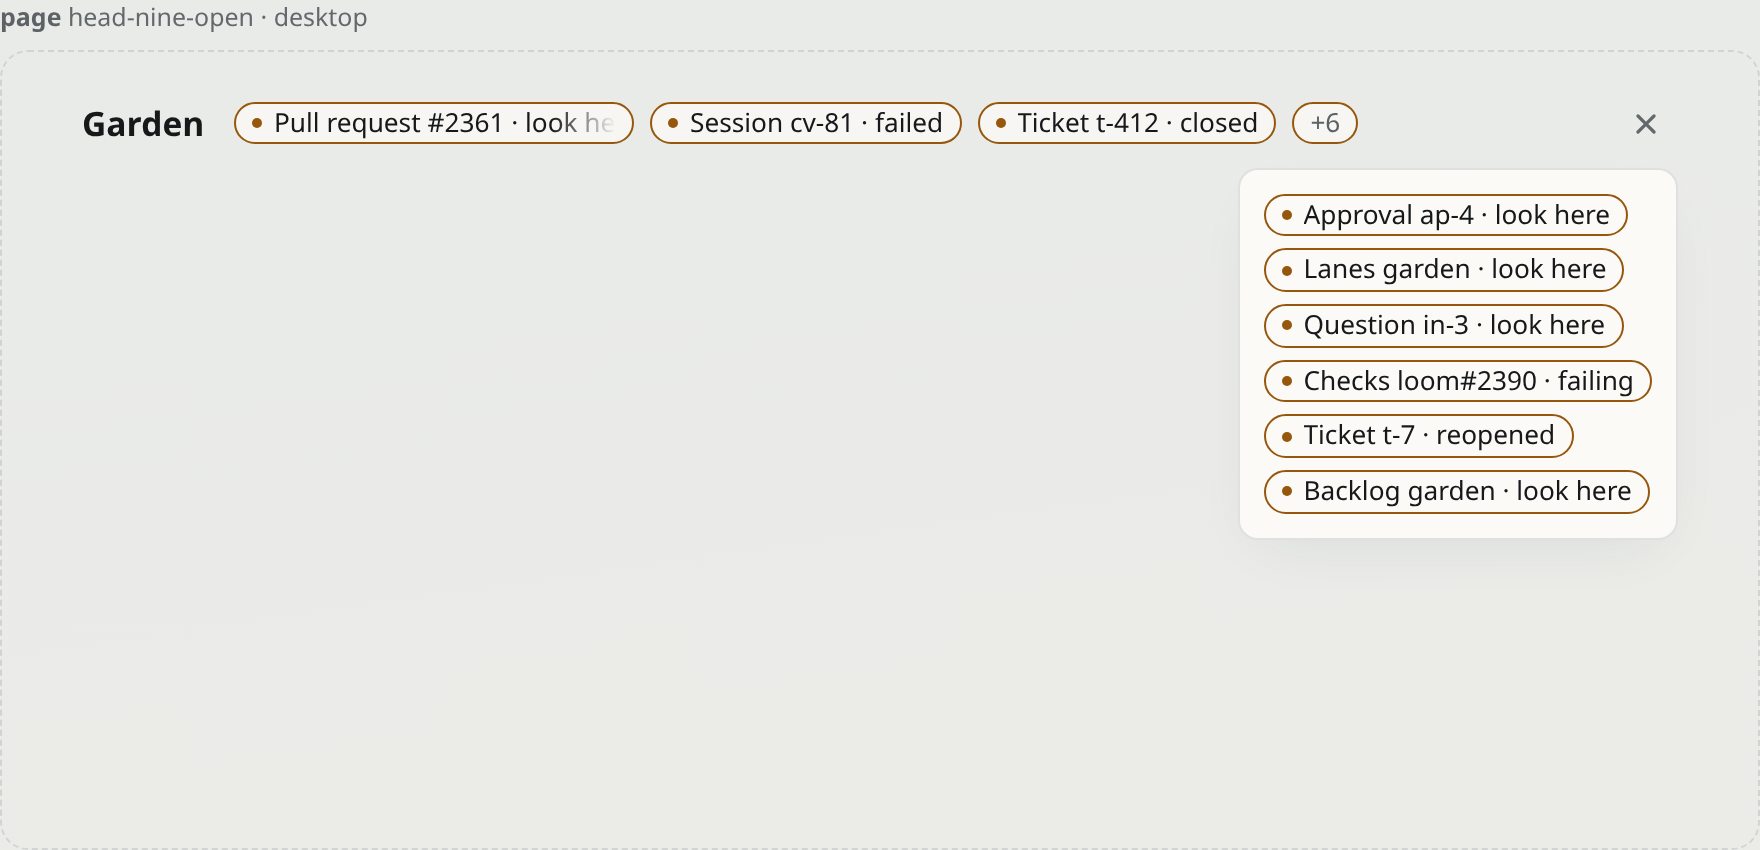 page head-nine-open · desktop
Garden
Pull request #2361 · look he
Session cv-81 · failed
Ticket t-412 · closed
+6
Approval ap-4 · look here
Lanes garden · look here
Question in-3 · look here
Checks loom#2390 · failing
Ticket t-7 · reopened
Backlog garden · look here